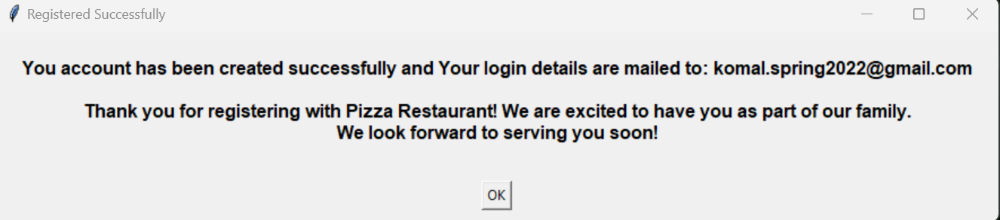 Registered Successfully
You account has been created successfully and Your login details are mailed to: komal.spring2022@gmail.com
Thank you for registering with Pizza Restaurant! We are excited to have you as part of our family.
We look forward to serving you soon!
OK